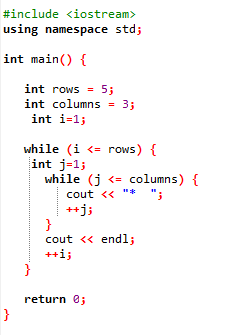 #include <iostream>
using namespace std;
int main() {
int rows = 5;
int columns = 3;
int i=1;
while (i <= rows) {
int j=1;
while (j <= columns) {
cout << "*  ";
++j;
}
cout << endl;
++i;
}
return 0;
}